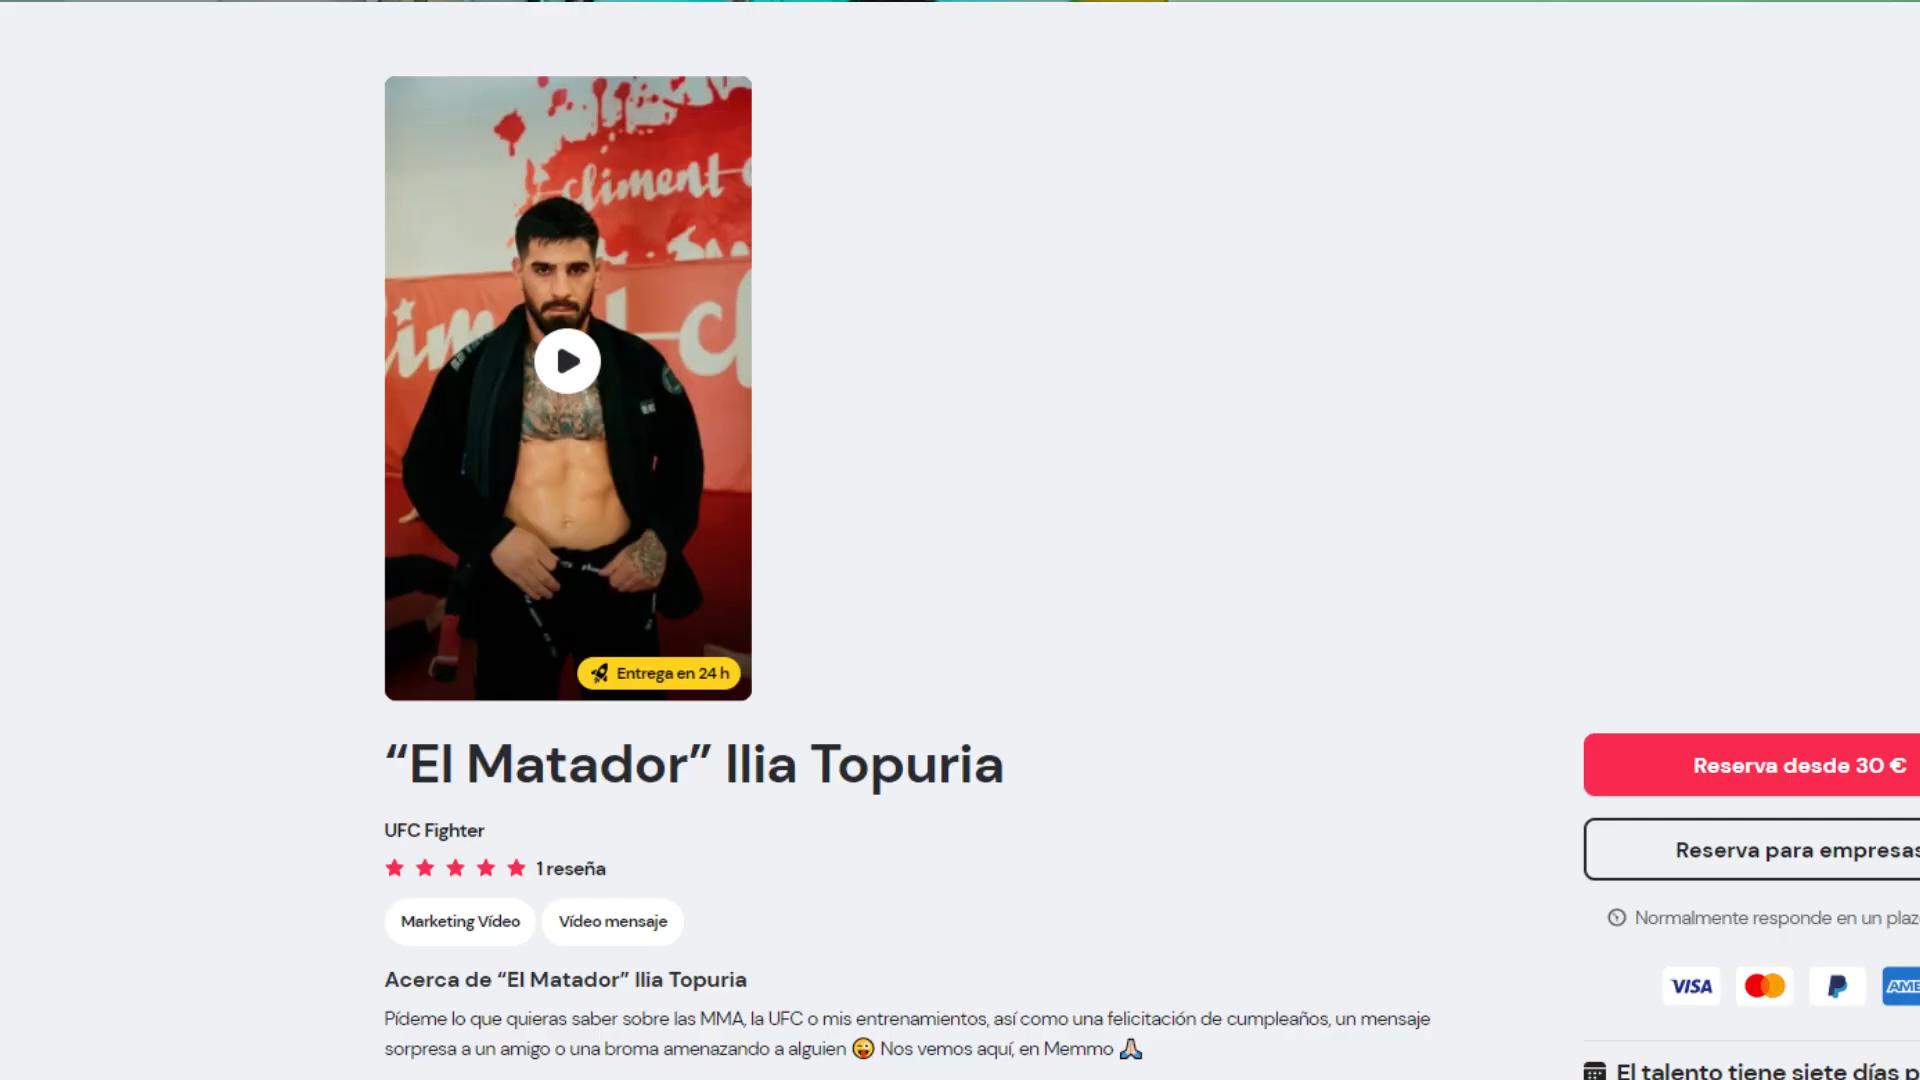 climent
Entrega en 24 h
“El Matador” Ilia Topuria
UFC Fighter
1 reseña
Marketing Vídeo
Vídeo mensaje
Acerca de “El Matador” Ilia Topuria
Pídeme lo que quieras saber sobre las MMA, la UFC o mis entrenamientos, así como una felicitación de cumpleaños, un mensaje
sorpresa a un amigo o una broma amenazando a alguien 😜 Nos vemos aquí, en Memmo 🙏🏻
Reserva desde 30 €
Reserva para empresas
Normalmente responde en un plaz
VISA
AME
El talento tiene siete días p